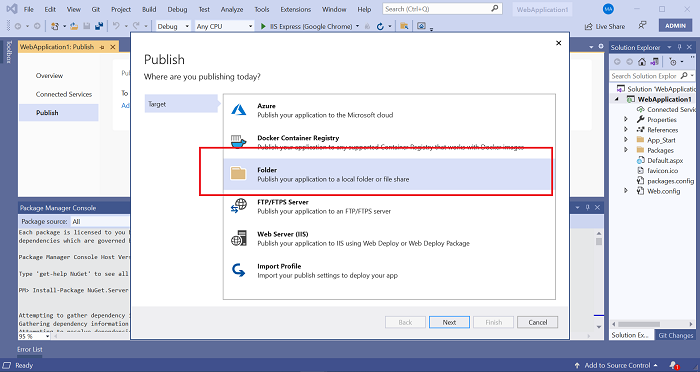 File
Edit
View
Project
Build
Debug
Test
Analyze
Tools
Extensions
Window
Help
Search (Ctrl+Q)
MA
WebApplication1
Debug
Any CPU
IIS Express (Google Chrome)
Live Share
ADMIN
Toolbox
WebApplication1: Publish
Overview
Connected Services
Publish
Pub
To
Ad
Publish
Where are you publishing today?
Target
Azure
Publish your application to the Microsoft cloud
Docker Container Registry
Publish your application to any supported Container Registry that works with Docker images
Folder
Publish your application to a local folder or file share
FTP/FTPS Server
Publish your application to an FTP/FTPS server
Web Server (IIS)
Publish your application to IIS using Web Deploy or Web Deploy Package
Import Profile
Import your publish settings to deploy your app
Back
Next
Finish
Cancel
Solution Explorer
Search Solution Explor
Solution 'WebApplication
WebApplication1
Connected Servic
Properties
References
App_Start
Packages
Default.aspx
favicon.ico
packages.config
Web.config
Solution Ex...
Git Changes
Package Manager Console
Package source: All
Each package is licensed to you b
dependencies which are governed b
Package Manager Console Host Vers
Type 'get-help NuGet' to see all
PM> Install-Package NuGet.Server
Attempting to gather dependency i
Gathering dependency information
Attempting to resolve dependencie
95 %
Error List
Ready
Add to Source Control
1